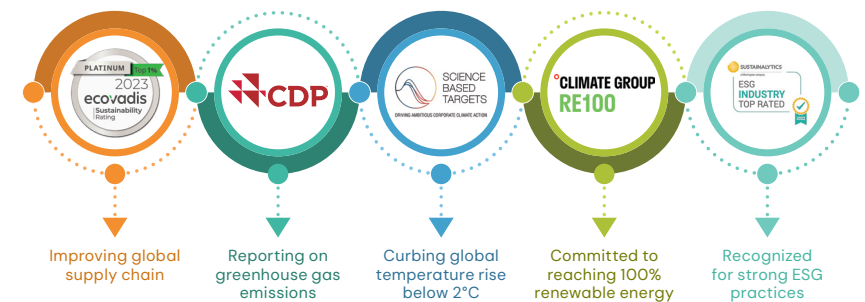 PLATINUM
Top 1%
2023
ecovadis
Sustainability
Rating
CDP
SCIENCE
BASED
TARGETS
DRIVING AMBITIOUS CORPORATE CLIMATE ACTION
°CLIMATE GROUP
RE100
SUSTAINALYTICS
ESG
INDUSTRY
TOP RATED
Improving global
supply chain
Reporting on
greenhouse gas
emissions
Curbing global
temperature rise
below 2°C
Committed to
reaching 100%
renewable energy
Recognized
for strong ESG
practices